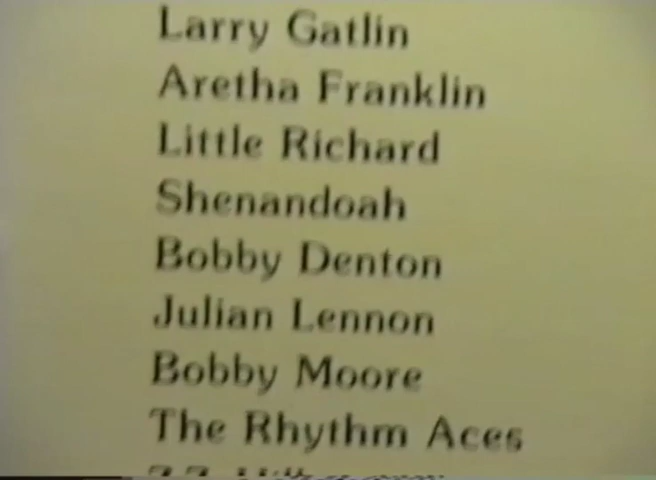 Larry Gatlin
Aretha Franklin
Little Richard
Shenandoah
Bobby Denton
Julian Lennon
Bobby Moore
The Rhythm Aces